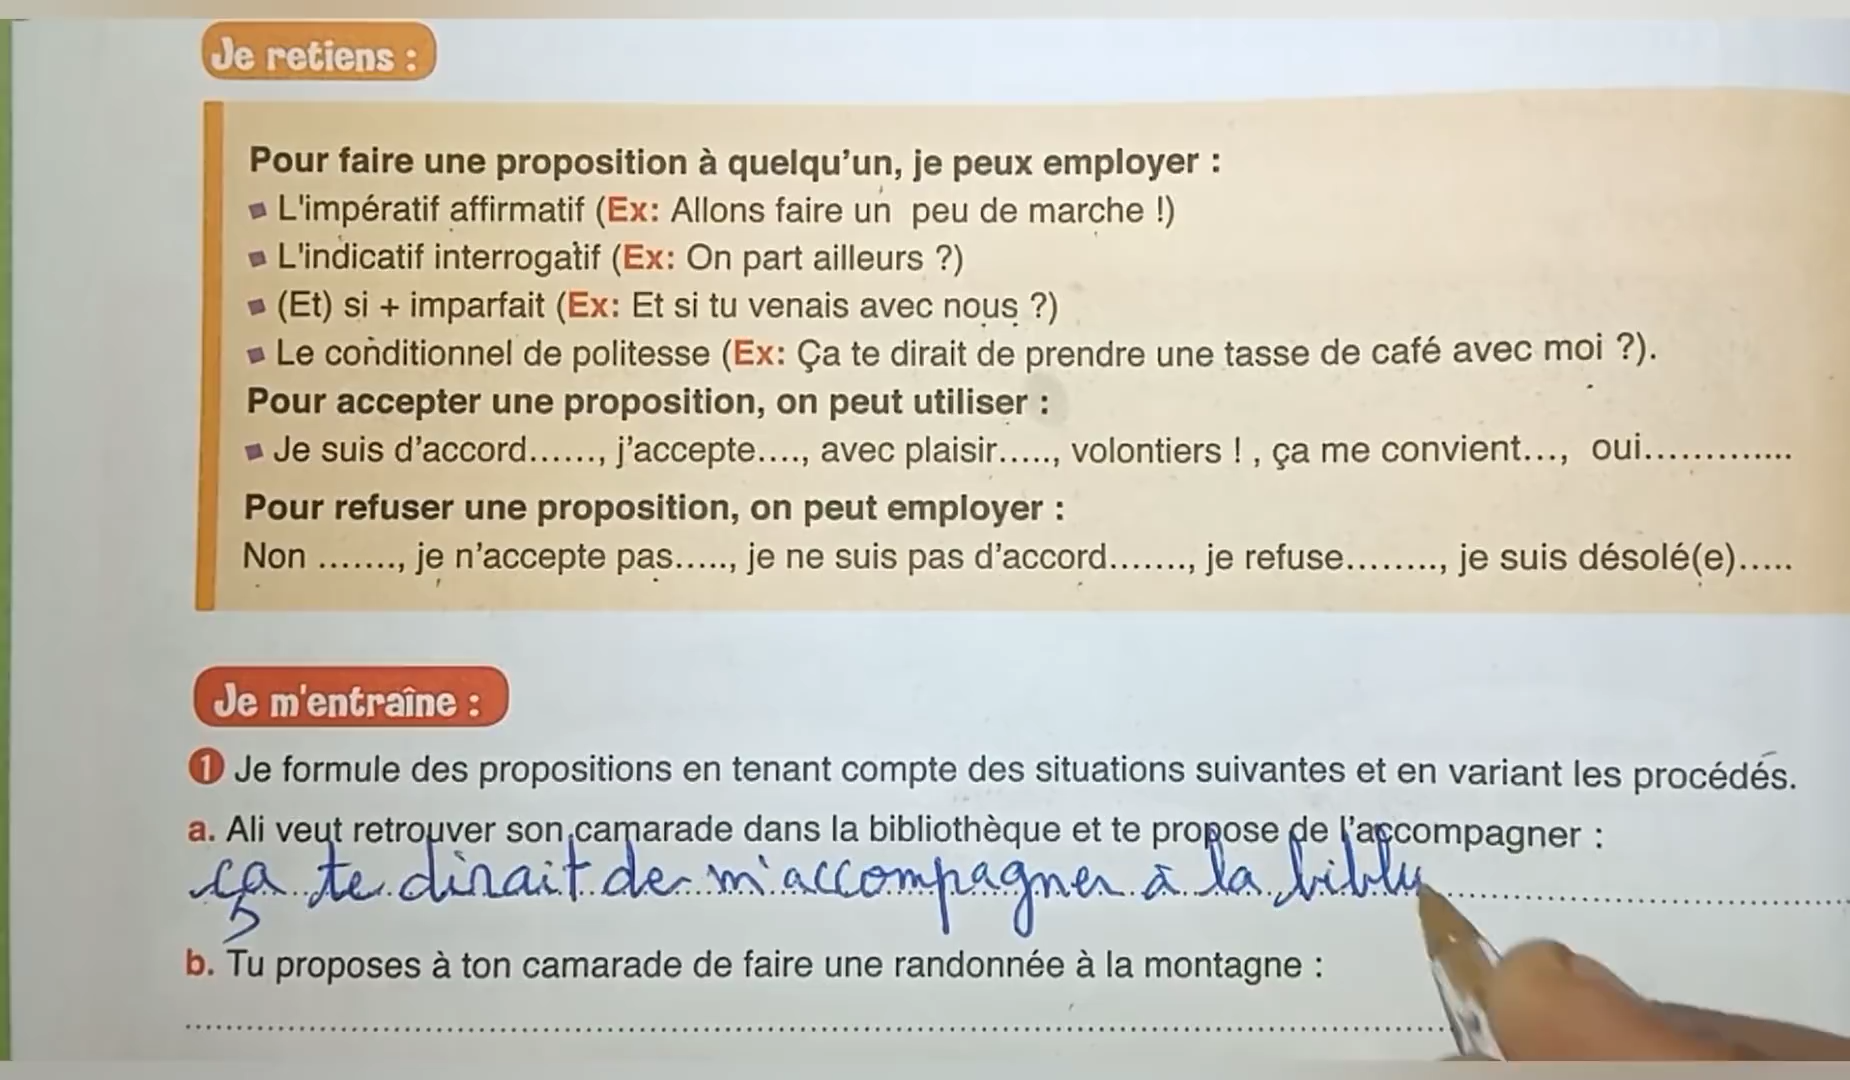 Je retiens :
Pour faire une proposition à quelqu'un, je peux employer :
L'impératif affirmatif (Ex: Allons faire un peu de marche !)
L'indicatif interrogatif (Ex: On part ailleurs ?)
(Et) si + imparfait (Ex: Et si tu venais avec nous ?)
Le conditionnel de politesse (Ex: Ça te dirait de prendre une tasse de café avec moi ?).
Pour accepter une proposition, on peut utiliser :
Je suis d'accord......, j'accepte...., avec plaisir....., volontiers ! , ça me convient..., oui.............
Pour refuser une proposition, on peut employer :
Non ......., je n'accepte pas....., je ne suis pas d'accord......., je refuse........, je suis désolé(e).....
Je m'entraîne :
1 Je formule des propositions en tenant compte des situations suivantes et en variant les procédés.
a. Ali veut retrouver son camarade dans la bibliothèque et te propose de l'accompagner :
ça te dirait de m'accompagner à la
b. Tu proposes à ton camarade de faire une randonnée à la montagne :